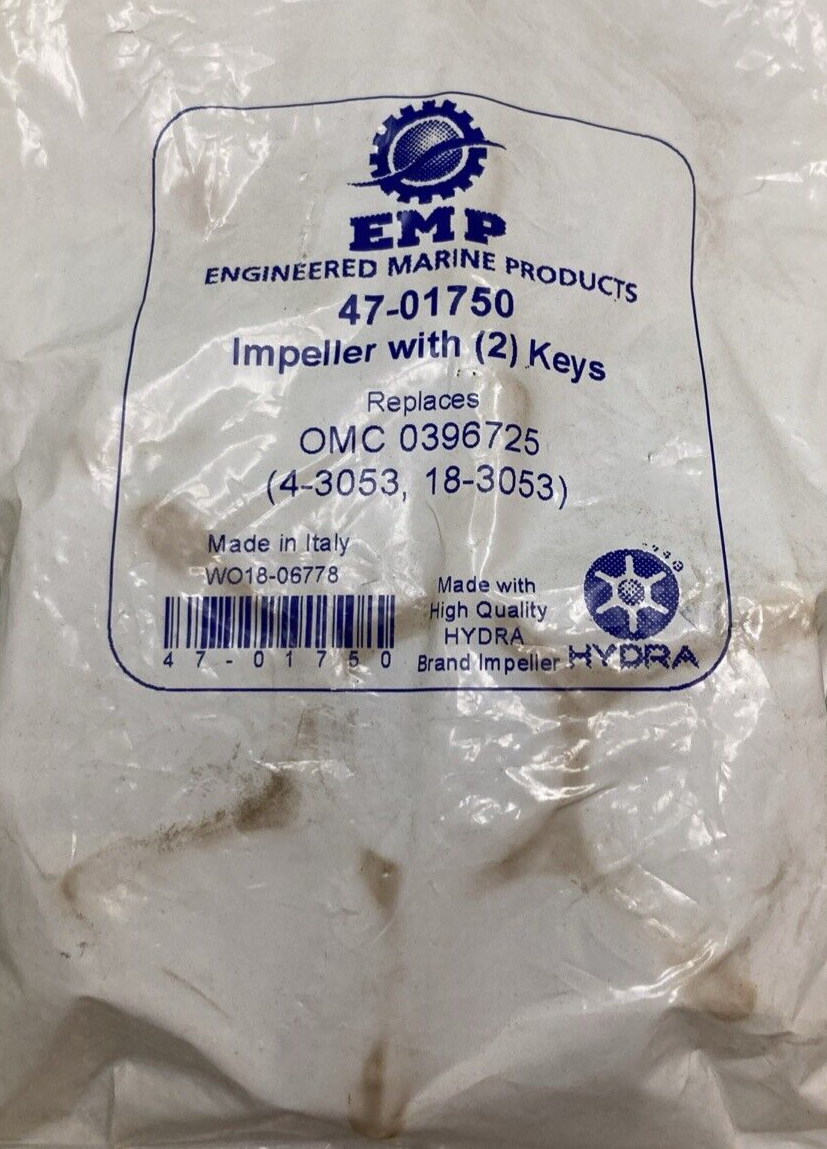 EMP
ENGINEERED MARINE PRODUCTS
47-01750
Impeller with (2) Keys
Replaces
OMC 0396725
(4-3053, 18-3053)
Made in Italy
WO18-06778
47-01750
Made with
High Quality
HYDRA
Brand Impeller
HYDRA